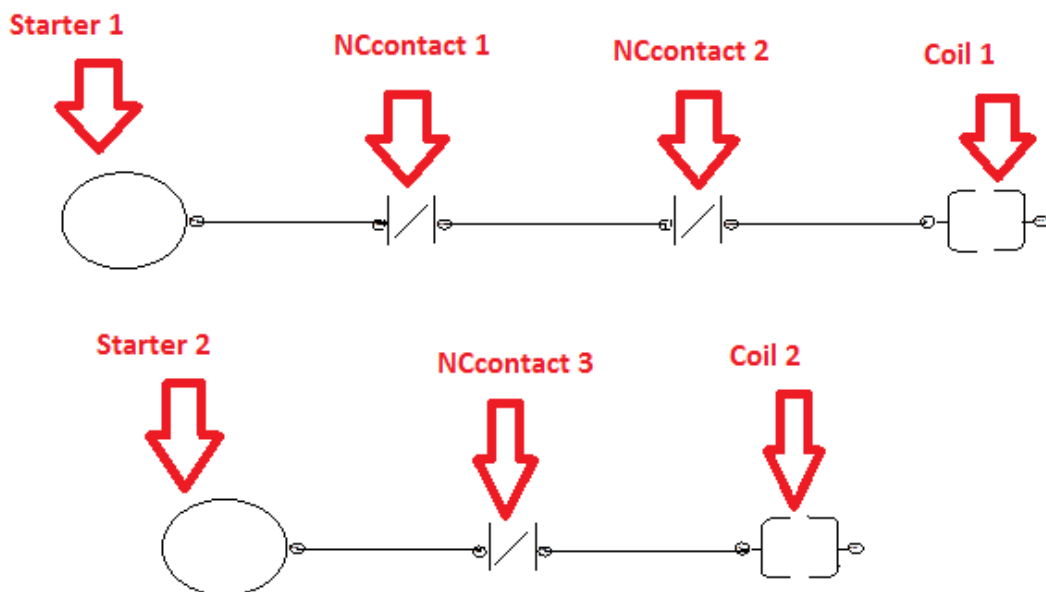 Starter 1
NCcontact 1
NCcontact 2
Coil 1
Starter 2
NCcontact 3
Coil 2